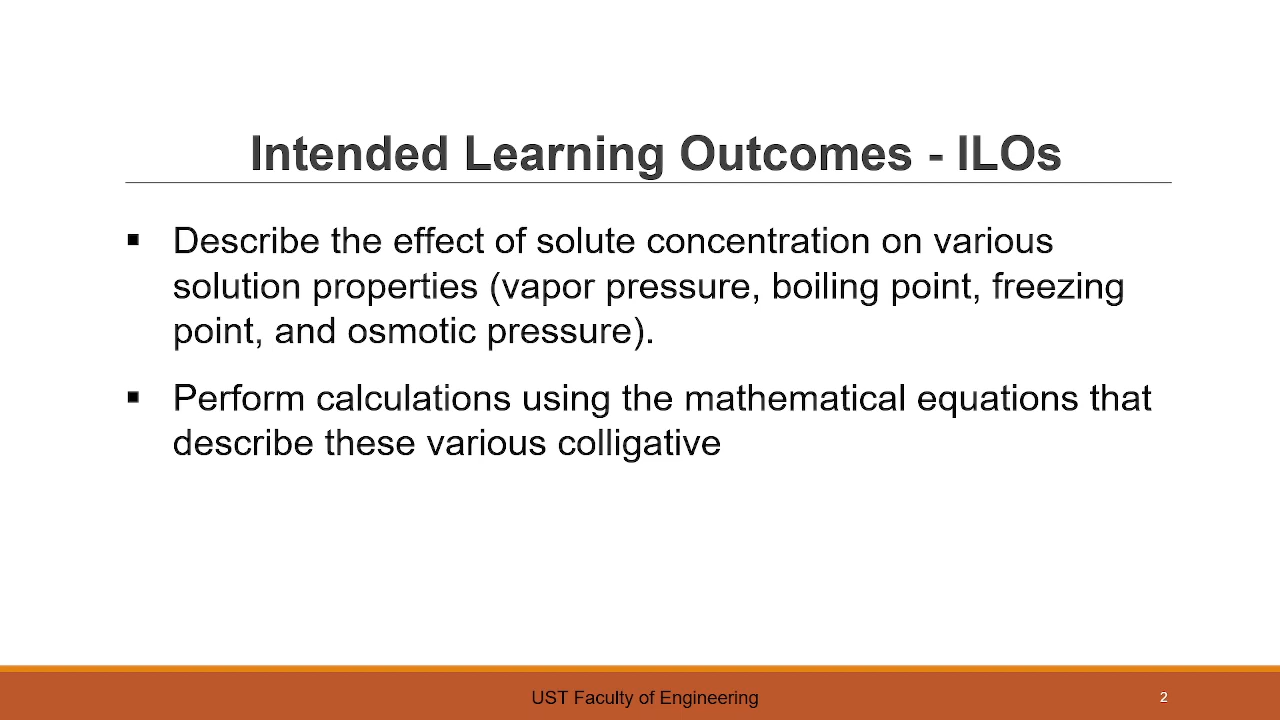 Intended Learning Outcomes - ILOs
▪ Describe the effect of solute concentration on various
solution properties (vapor pressure, boiling point, freezing
point, and osmotic pressure).
▪ Perform calculations using the mathematical equations that
describe these various colligative
UST Faculty of Engineering
2